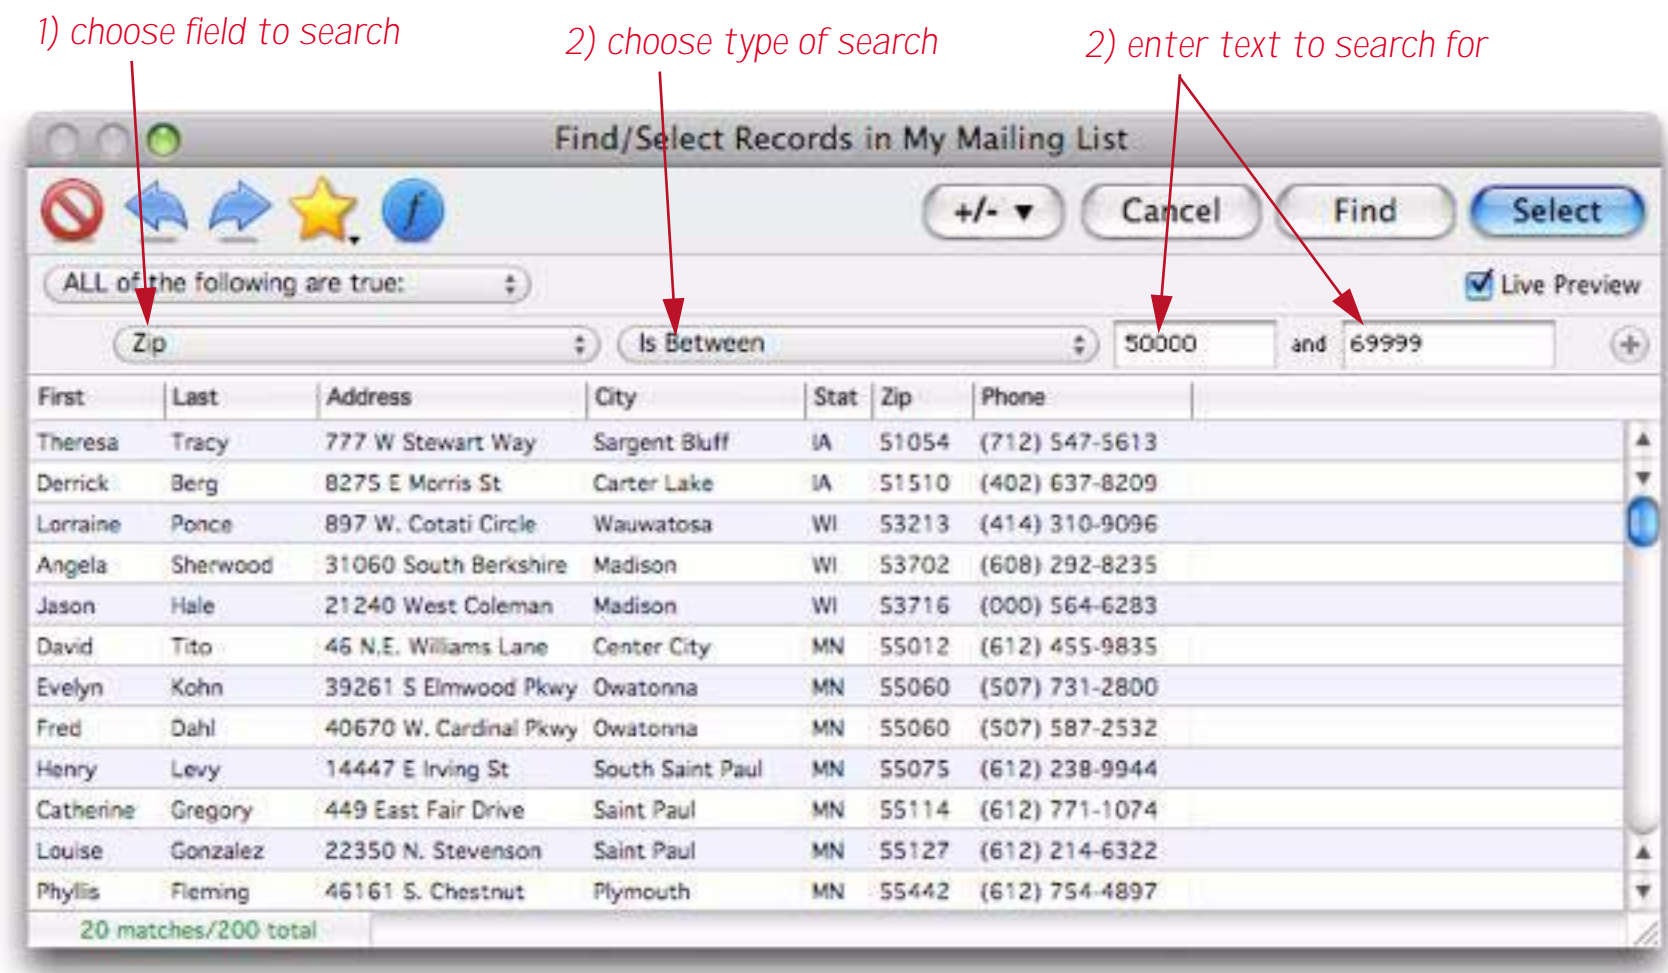 1) choose field to search
2) choose type of search
2) enter text to search for
Find/Select Records in My Mailing List
f
+/- ▼ Cancel Find Select
ALL of the following are true: Live Preview
Zip Is Between 50000 and 69999
First Last Address City Stat Zip Phone
Theresa Tracy 777 W Stewart Way Sargent Bluff IA 51054 (712) 547-5613
Derrick Berg 8275 E Morris St Carter Lake IA 51510 (402) 637-8209
Lorraine Ponce 897 W. Cotati Circle Wauwatosa WI 53213 (414) 310-9096
Angela Sherwood 31060 South Berkshire Madison WI 53702 (608) 292-8235
Jason Hale 21240 West Coleman Madison WI 53716 (000) 564-6283
David Tito 46 N.E. Williams Lane Center City MN 55012 (612) 455-9835
Evelyn Kohn 39261 S Elmwood Pkwy Owatonna MN 55060 (507) 731-2800
Fred Dahl 40670 W. Cardinal Pkwy Owatonna MN 55060 (507) 587-2532
Henry Levy 14447 E Irving St South Saint Paul MN 55075 (612) 238-9944
Catherine Gregory 449 East Fair Drive Saint Paul MN 55114 (612) 771-1074
Louise Gonzalez 22350 N. Stevenson Saint Paul MN 55127 (612) 214-6322
Phyllis Fleming 46161 S. Chestnut Plymouth MN 55442 (612) 754-4897
20 matches/200 total